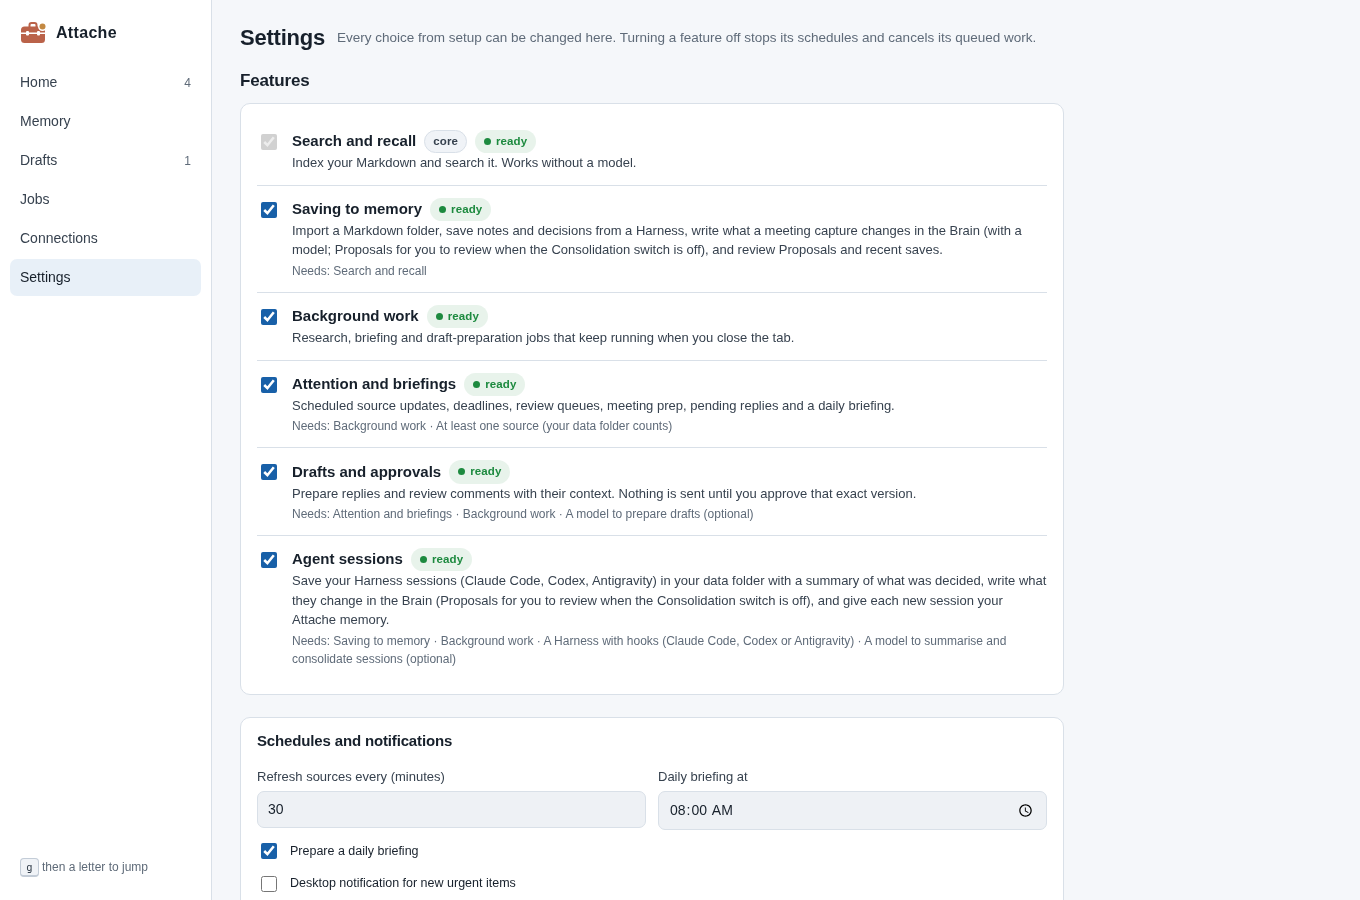 Attache
Home 4
Memory
Drafts 1
Jobs
Connections
Settings
g then a letter to jump
Settings Every choice from setup can be changed here. Turning a feature off stops its schedules and cancels its queued work.
Features
Search and recall core ready
Index your Markdown and search it. Works without a model.
Saving to memory ready
Import a Markdown folder, save notes and decisions from a Harness, write what a meeting capture changes in the Brain (with a
model; Proposals for you to review when the Consolidation switch is off), and review Proposals and recent saves.
Needs: Search and recall
Background work ready
Research, briefing and draft-preparation jobs that keep running when you close the tab.
Attention and briefings ready
Scheduled source updates, deadlines, review queues, meeting prep, pending replies and a daily briefing.
Needs: Background work · At least one source (your data folder counts)
Drafts and approvals ready
Prepare replies and review comments with their context. Nothing is sent until you approve that exact version.
Needs: Attention and briefings · Background work · A model to prepare drafts (optional)
Agent sessions ready
Save your Harness sessions (Claude Code, Codex, Antigravity) in your data folder with a summary of what was decided, write what
they change in the Brain (Proposals for you to review when the Consolidation switch is off), and give each new session your
Attache memory.
Needs: Saving to memory · Background work · A Harness with hooks (Claude Code, Codex or Antigravity) · A model to summarise and
consolidate sessions (optional)
Schedules and notifications
Refresh sources every (minutes) Daily briefing at
30 08:00 AM
Prepare a daily briefing
Desktop notification for new urgent items